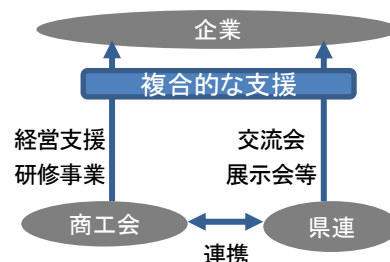 企業
複合的な支援
経営支援
研修事業
交流会
展示会等
商工会
県連
連携